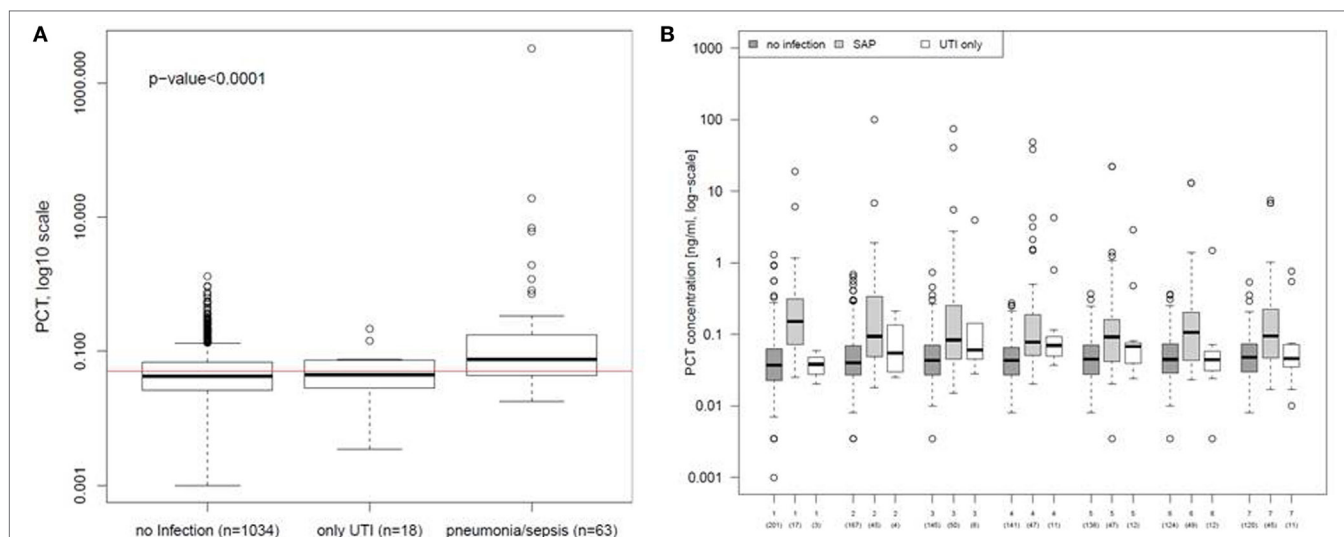 A
p-value<0.0001
PCT, log10 scale
1000.000
10.000
0.100
0.001
no Infection (n=1034) only UTI (n=18) pneumonia/sepsis (n=63)
B
no infection SAP UTI only
PCT concentration [ng/ml, log-scale]
1000
100
10
1
0.1
0.01
0.001
1 1 1 2 2 2 3 3 3 4 4 4 5 5 5 6 6 6 7 7 7
(201) (17) (3) (187) (45) (4) (50) (141) (47) (11) (136) (47) (12) (124) (49) (12) (120) (45) (11)